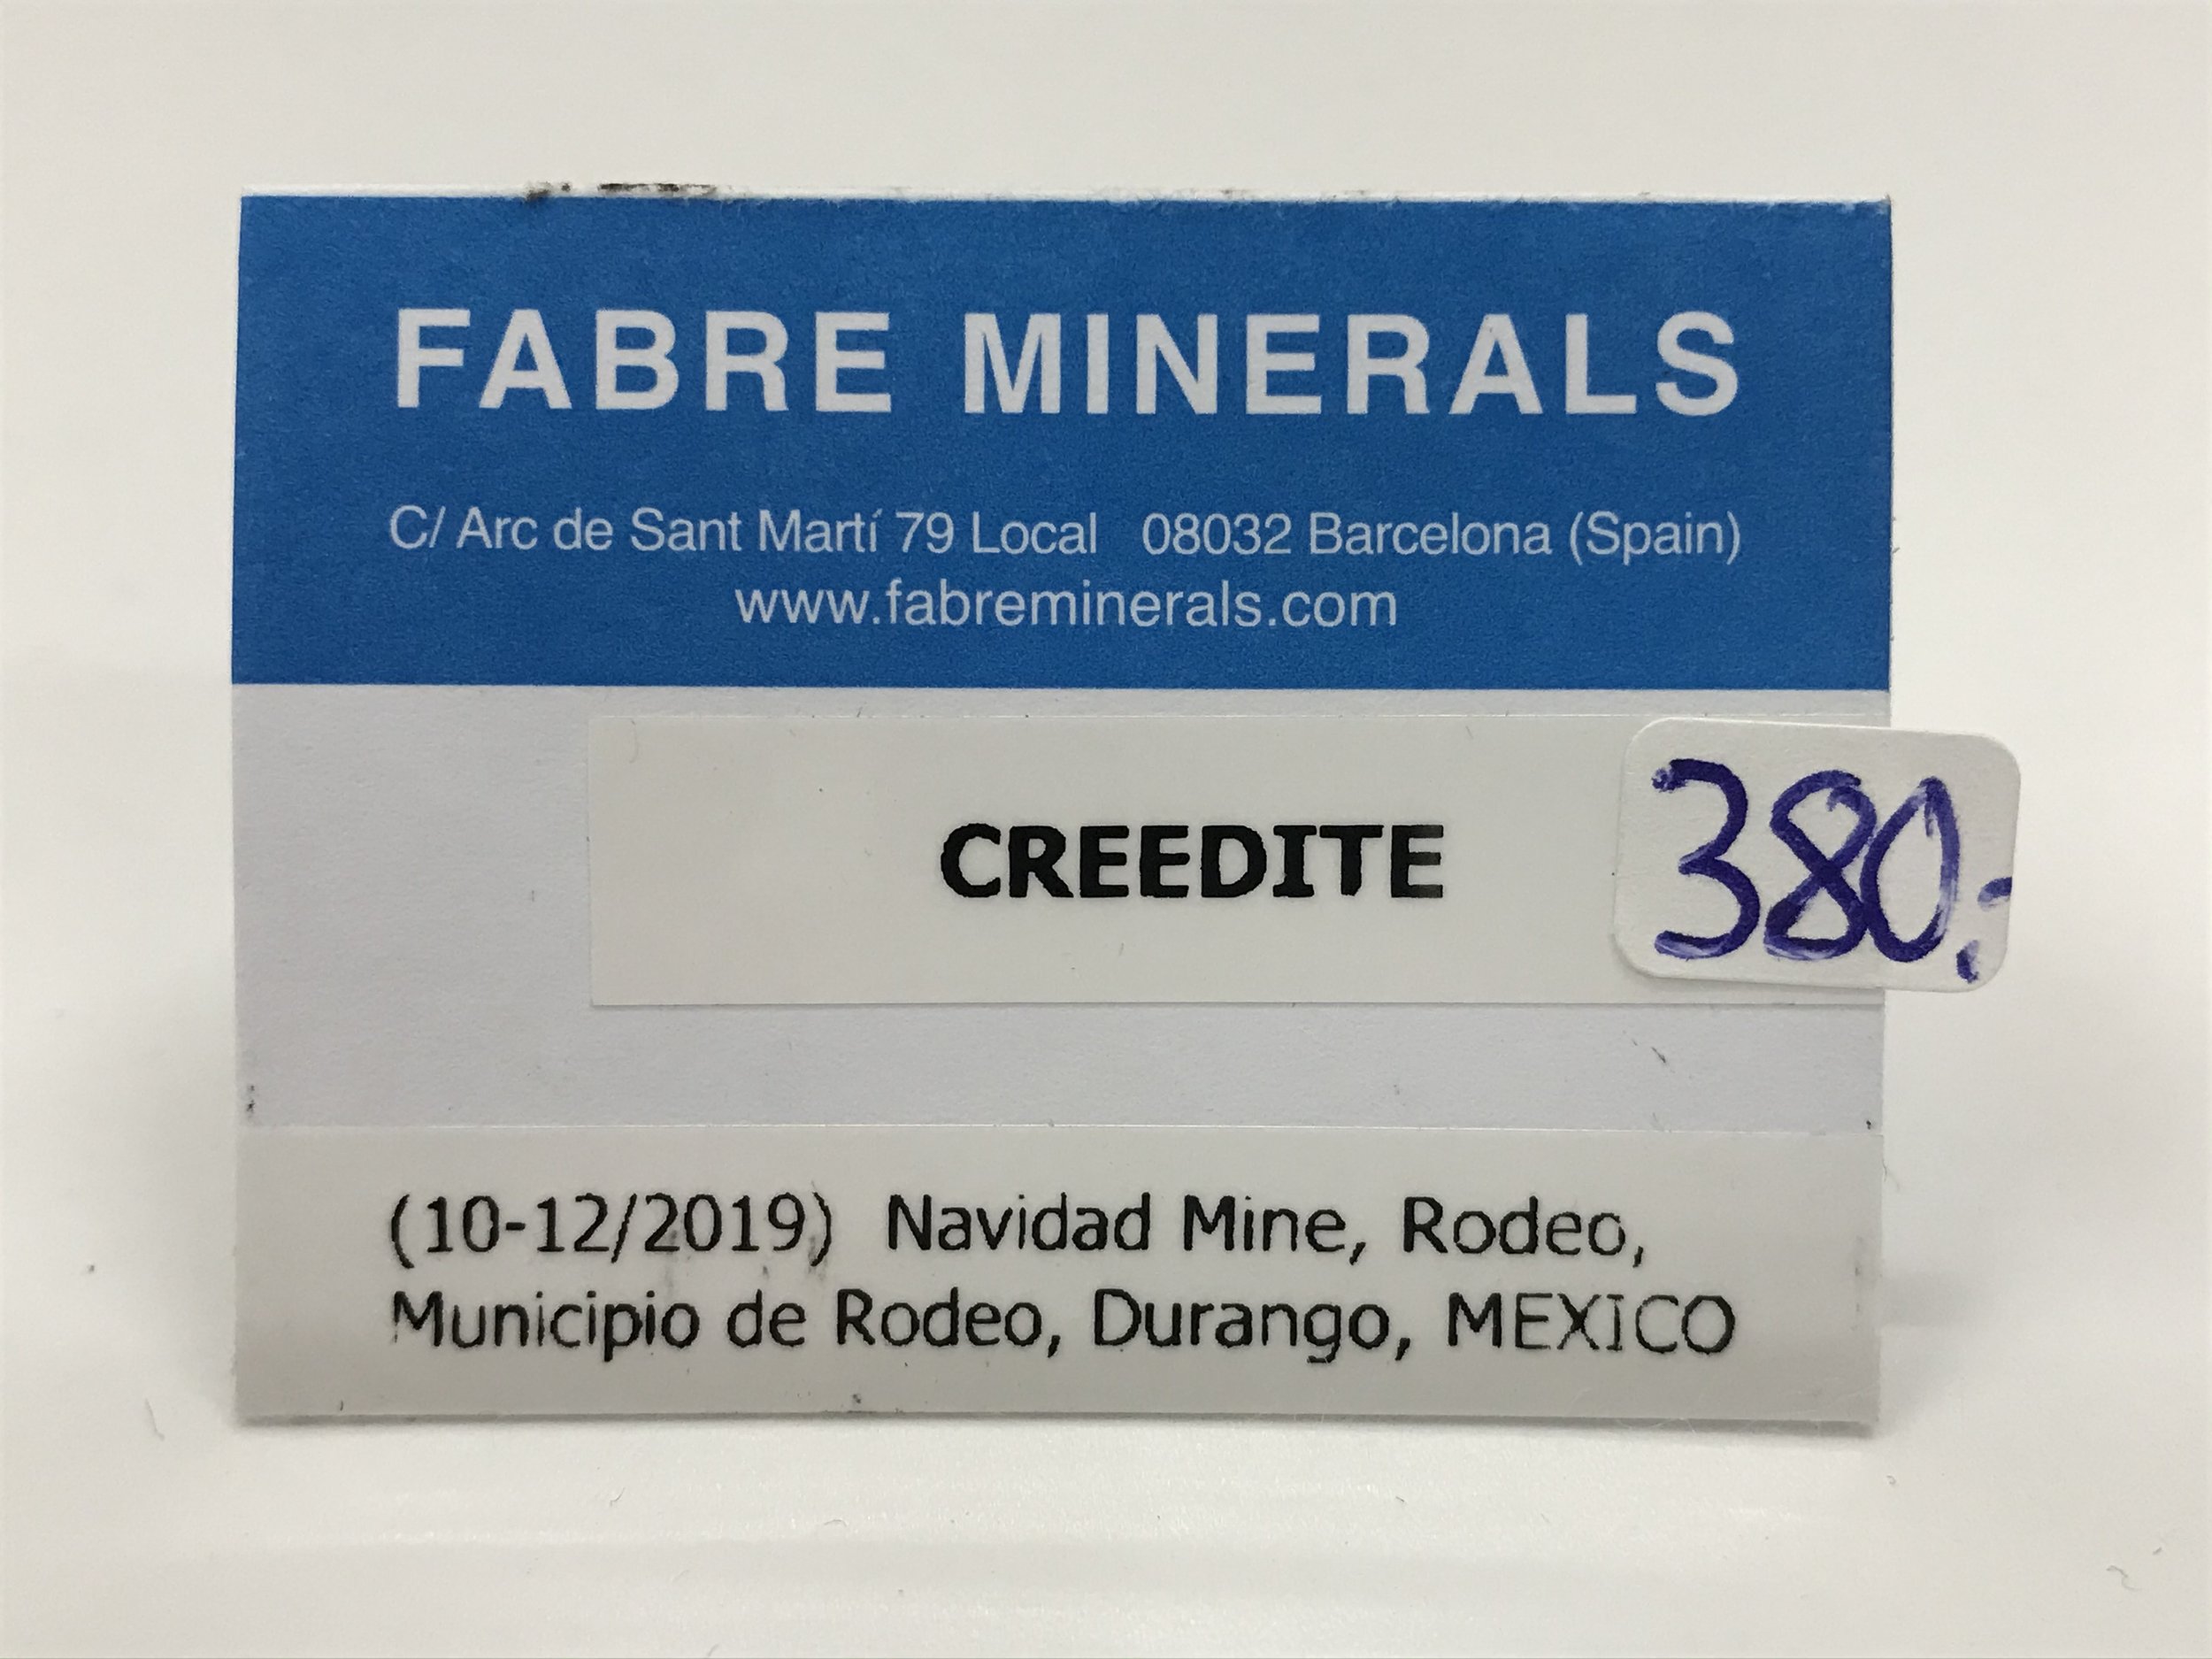 FABRE MINERALS
C/ Arc de Sant Martí 79 Local 08032 Barcelona (Spain)
www.fabreminerals.com
CREEDITE
380.-
(10-12/2019) Navidad Mine, Rodeo,
Municipio de Rodeo, Durango, MEXICO